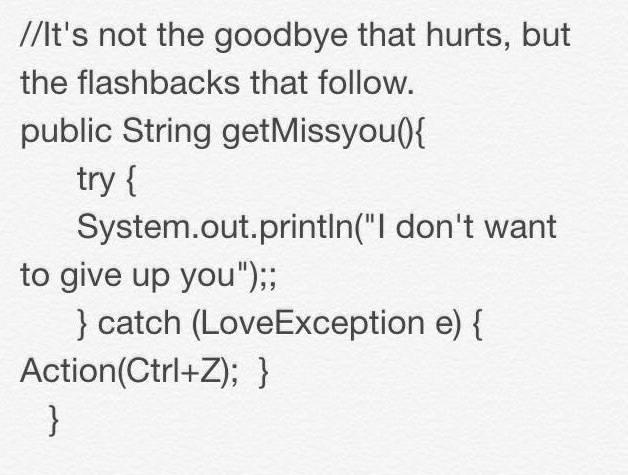 //It's not the goodbye that hurts, but
the flashbacks that follow.
public String getMissyou(){
try {
System.out.println("I don't want
to give up you");;
} catch (LoveException e) {
Action(Ctrl+Z);  }
}